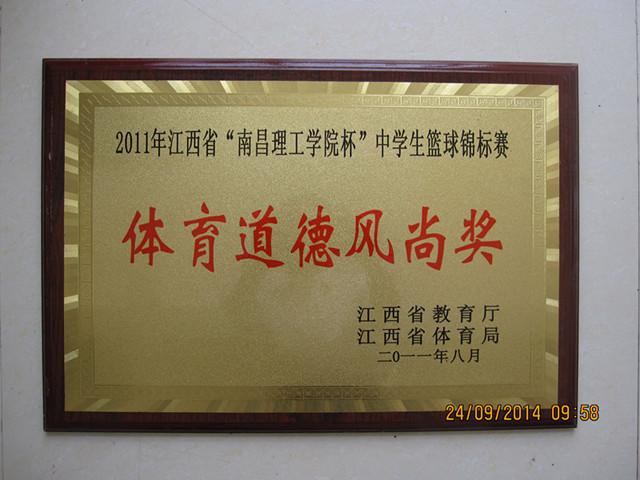 2011年江西省“南昌理工学院杯”中学生篮球锦标赛
体育道德风尚奖
江西省教育厅
江西省体育局
二0一一年八月
24/09/2014 09:58